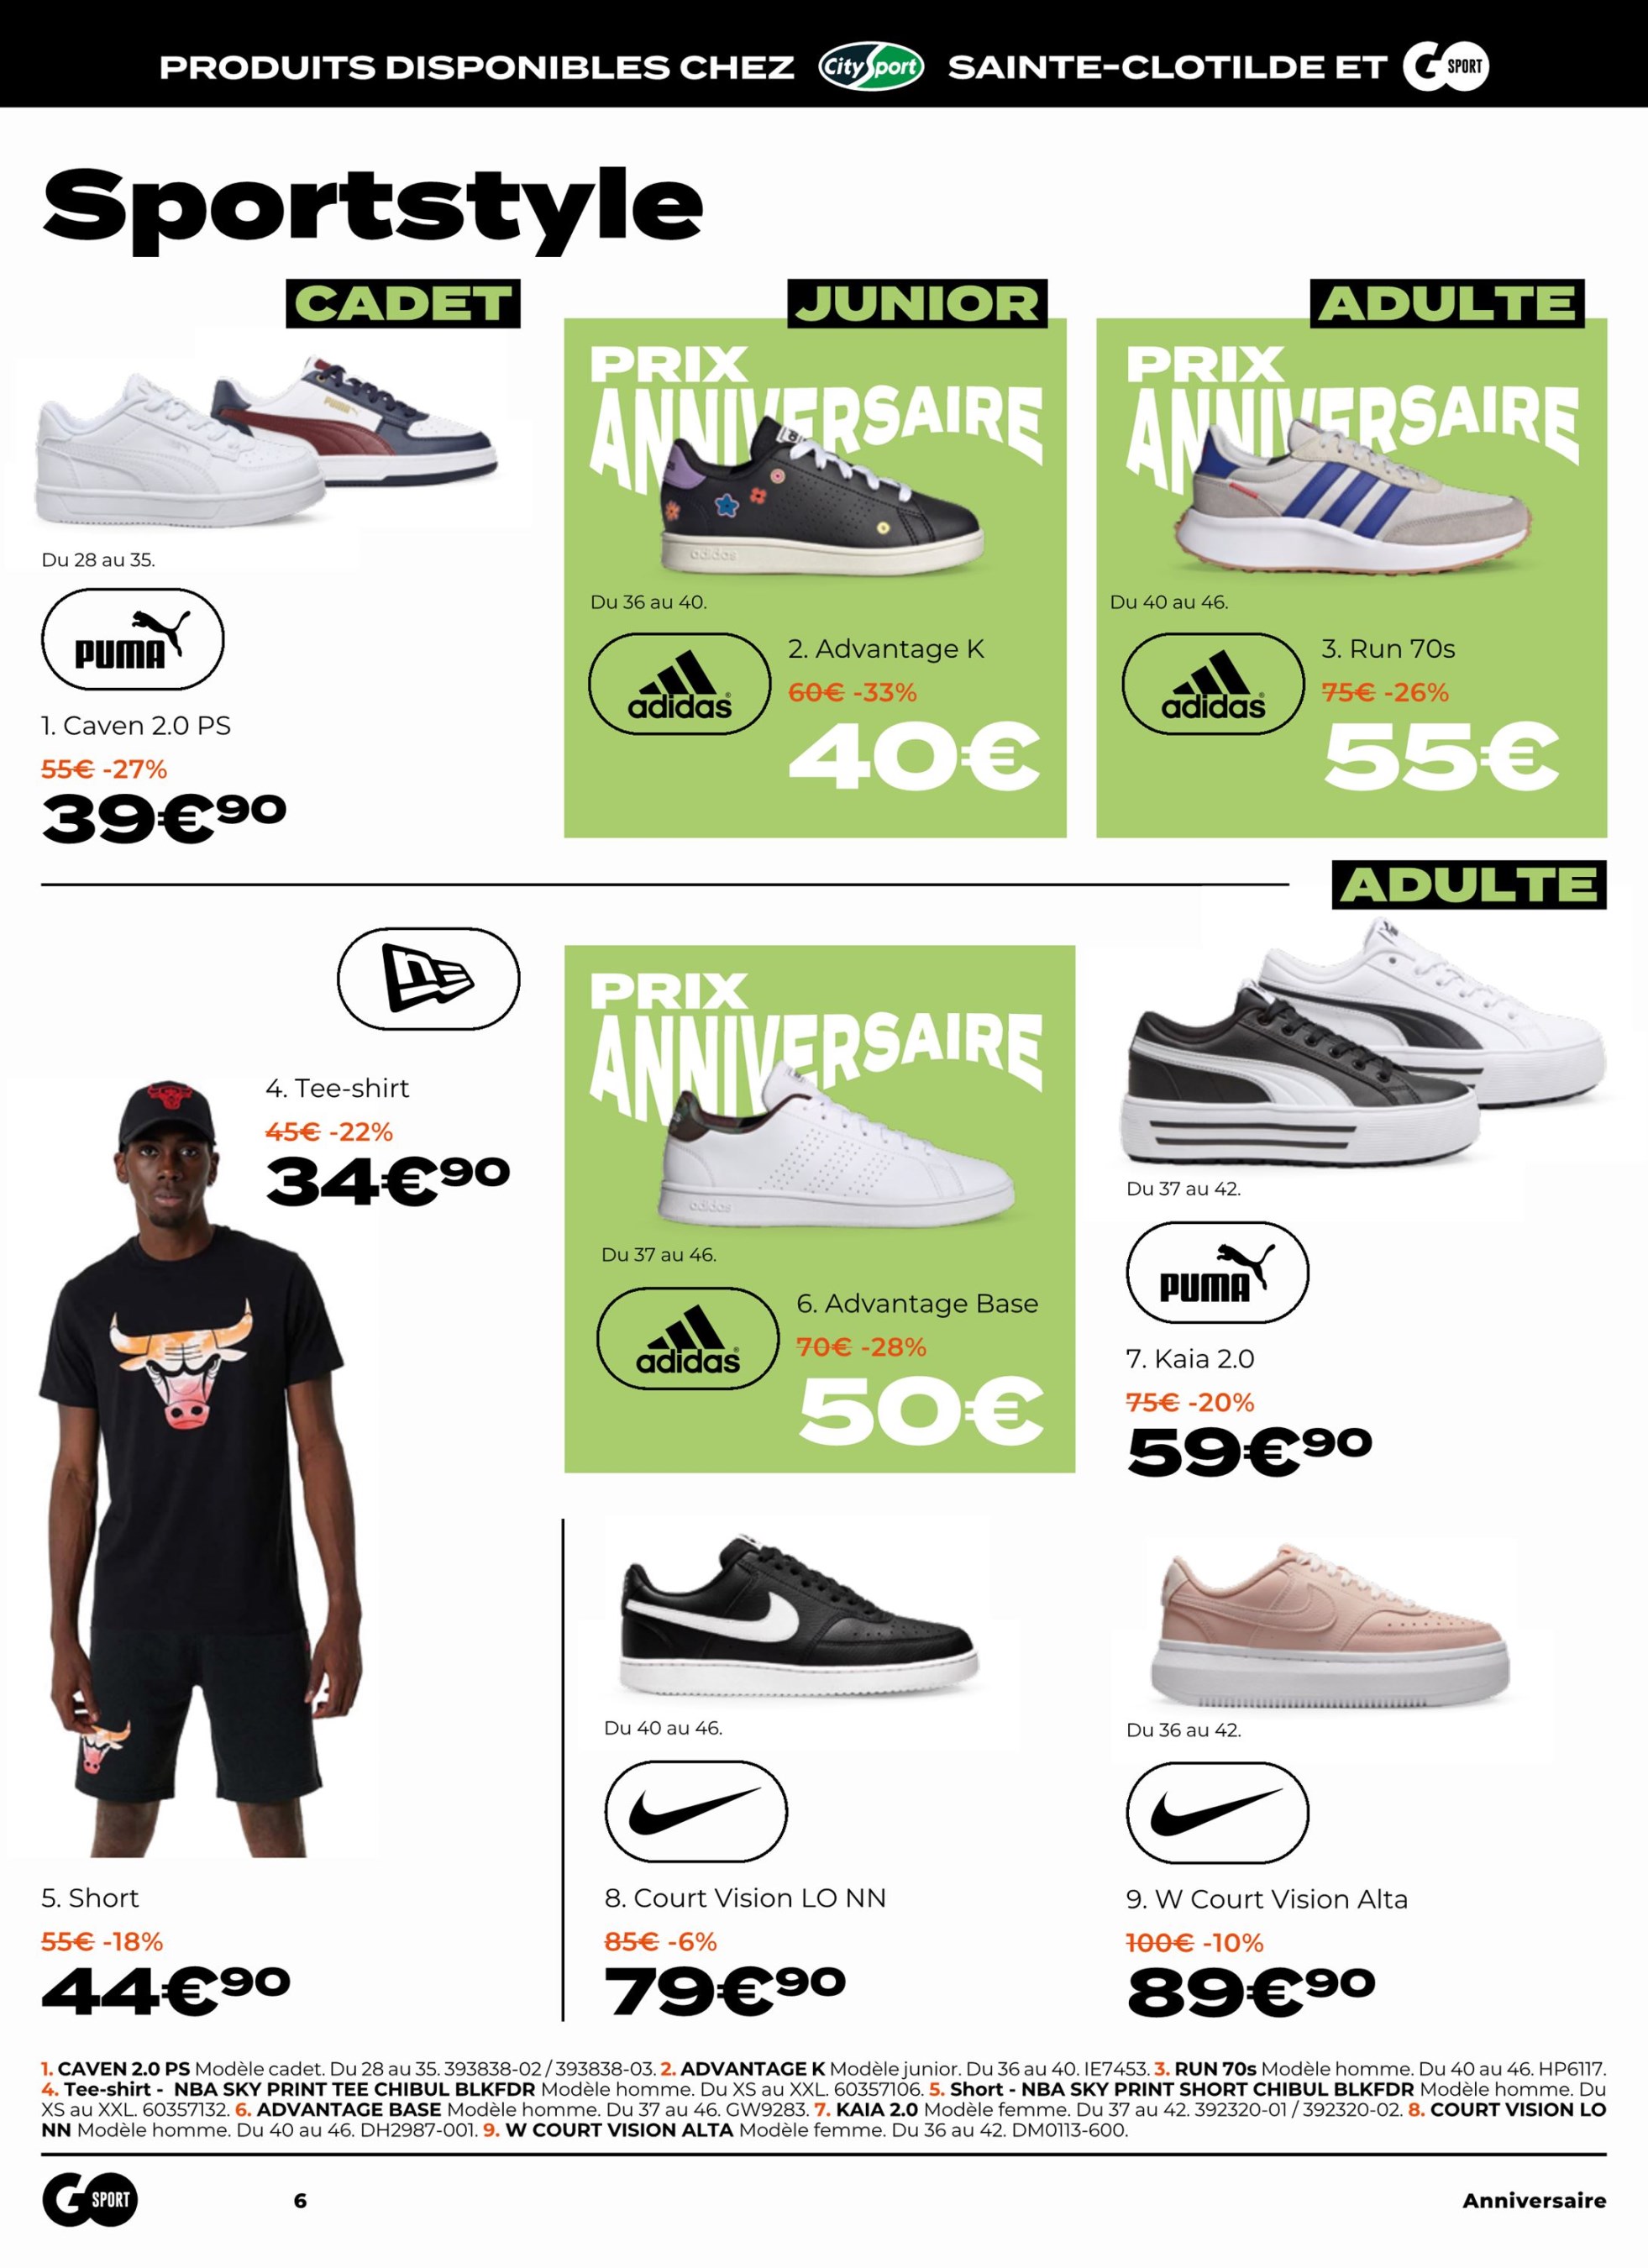 PRODUITS DISPONIBLES CHEZ CitySport SAINTE-CLOTILDE ET GO SPORT
Sportstyle
CADET
Du 28 au 35.
PUMA
1. Caven 2.0 PS
55€ -27%
39€90
JUNIOR
PRIX
ANNIVERSAIRE
adidas
Du 36 au 40.
adidas
2. Advantage K
60€ -33%
40€
ADULTE
PRIX
ANNIVERSAIRE
Du 40 au 46.
adidas
3. Run 70s
75€ -26%
55€
ADULTE
NE
4. Tee-shirt
45€ -22%
34€90
5. Short
55€ -18%
44€90
PRIX
ANNIVERSAIRE
adidas
Du 37 au 46.
adidas
6. Advantage Base
70€ -28%
50€
Du 37 au 42.
PUMA
7. Kaia 2.0
75€ -20%
59€90
Du 40 au 46.
8. Court Vision LO NN
85€ -6%
79€90
Du 36 au 42.
9. W Court Vision Alta
100€ -10%
89€90
1. CAVEN 2.0 PS Modèle cadet. Du 28 au 35. 393838-02 / 393838-03. 2. ADVANTAGE K Modèle junior. Du 36 au 40. IE7453. 3. RUN 70s Modèle homme. Du 40 au 46. HP6117.
4. Tee-shirt - NBA SKY PRINT TEE CHIBUL BLKFDR Modèle homme. Du XS au XXL. 60357106. 5. Short - NBA SKY PRINT SHORT CHIBUL BLKFDR Modèle homme. Du
XS au XXL. 60357132. 6. ADVANTAGE BASE Modèle homme. Du 37 au 46. GW9283. 7. KAIA 2.0 Modèle femme. Du 37 au 42. 392320-01 / 392320-02. 8. COURT VISION LO
NN Modèle homme. Du 40 au 46. DH2987-001. 9. W COURT VISION ALTA Modèle femme. Du 36 au 42. DM0113-600.
GO SPORT
6
Anniversaire